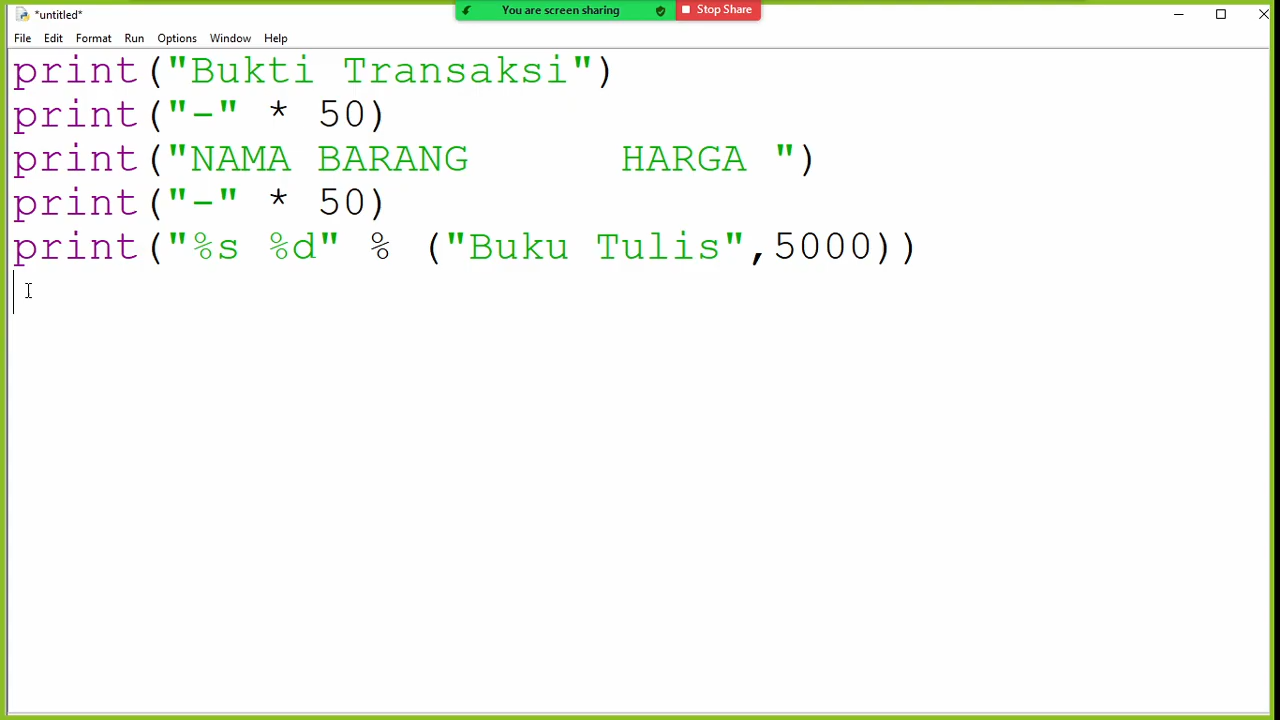 *untitled*
You are screen sharing
Stop Share
File Edit Format Run Options Window Help
print("Bukti Transaksi")
print("-" * 50)
print("NAMA BARANG      HARGA ")
print("-" * 50)
print("%s %d" % ("Buku Tulis",5000))